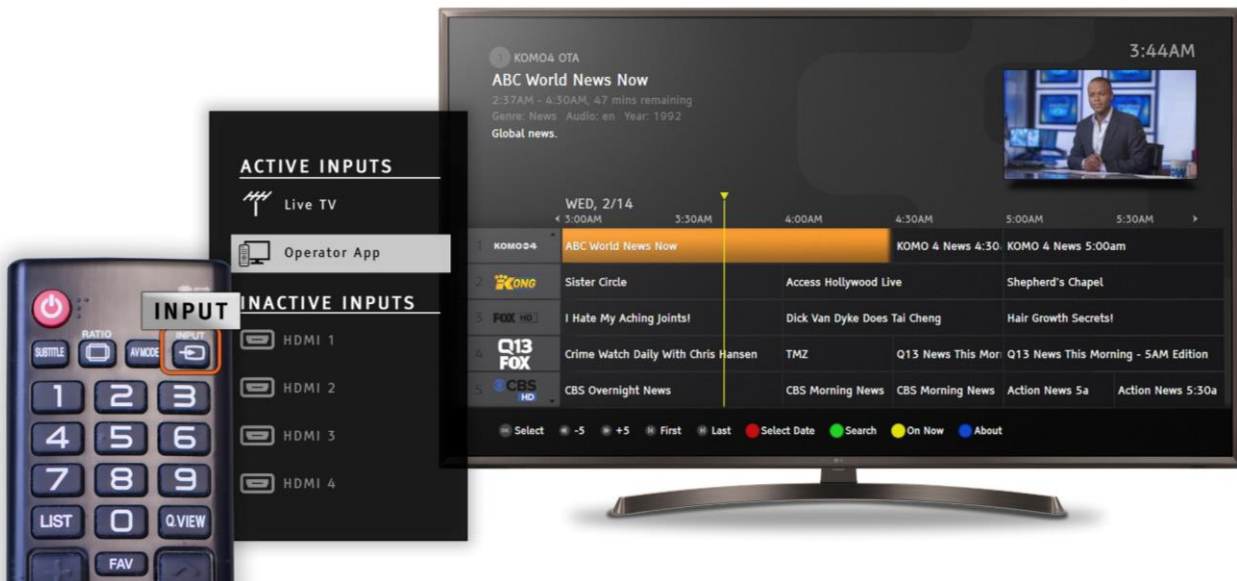 SUBTITLE
RATIO
AV MODE
INPUT
INPUT
1 2 3
4 5 6
7 8 9
LIST 0 Q.VIEW
FAV
ACTIVE INPUTS
Live TV
Operator App
INACTIVE INPUTS
HDMI 1
HDMI 2
HDMI 3
HDMI 4
1 KOMO4 OTA
3:44AM
ABC World News Now
2:37AM - 4:30AM, 47 mins remaining
Genre: News Audio: en Year: 1992
Global news.
WED, 2/14
3:00AM 3:30AM 4:00AM 4:30AM 5:00AM 5:30AM
1 KOMO 4 ABC World News Now KOMO 4 News 4:30 KOMO 4 News 5:00am
2 KONG Sister Circle Access Hollywood Live Shepherd's Chapel
3 FOX HD I Hate My Aching Joints! Dick Van Dyke Does Tai Cheng Hair Growth Secrets!
4 Q13 FOX Crime Watch Daily With Chris Hansen TMZ Q13 News This Mor Q13 News This Morning - 5AM Edition
5 CBS HD CBS Overnight News CBS Morning News CBS Morning News Action News 5a Action News 5:30a
Select -5 +5 First Last Select Date Search On Now About